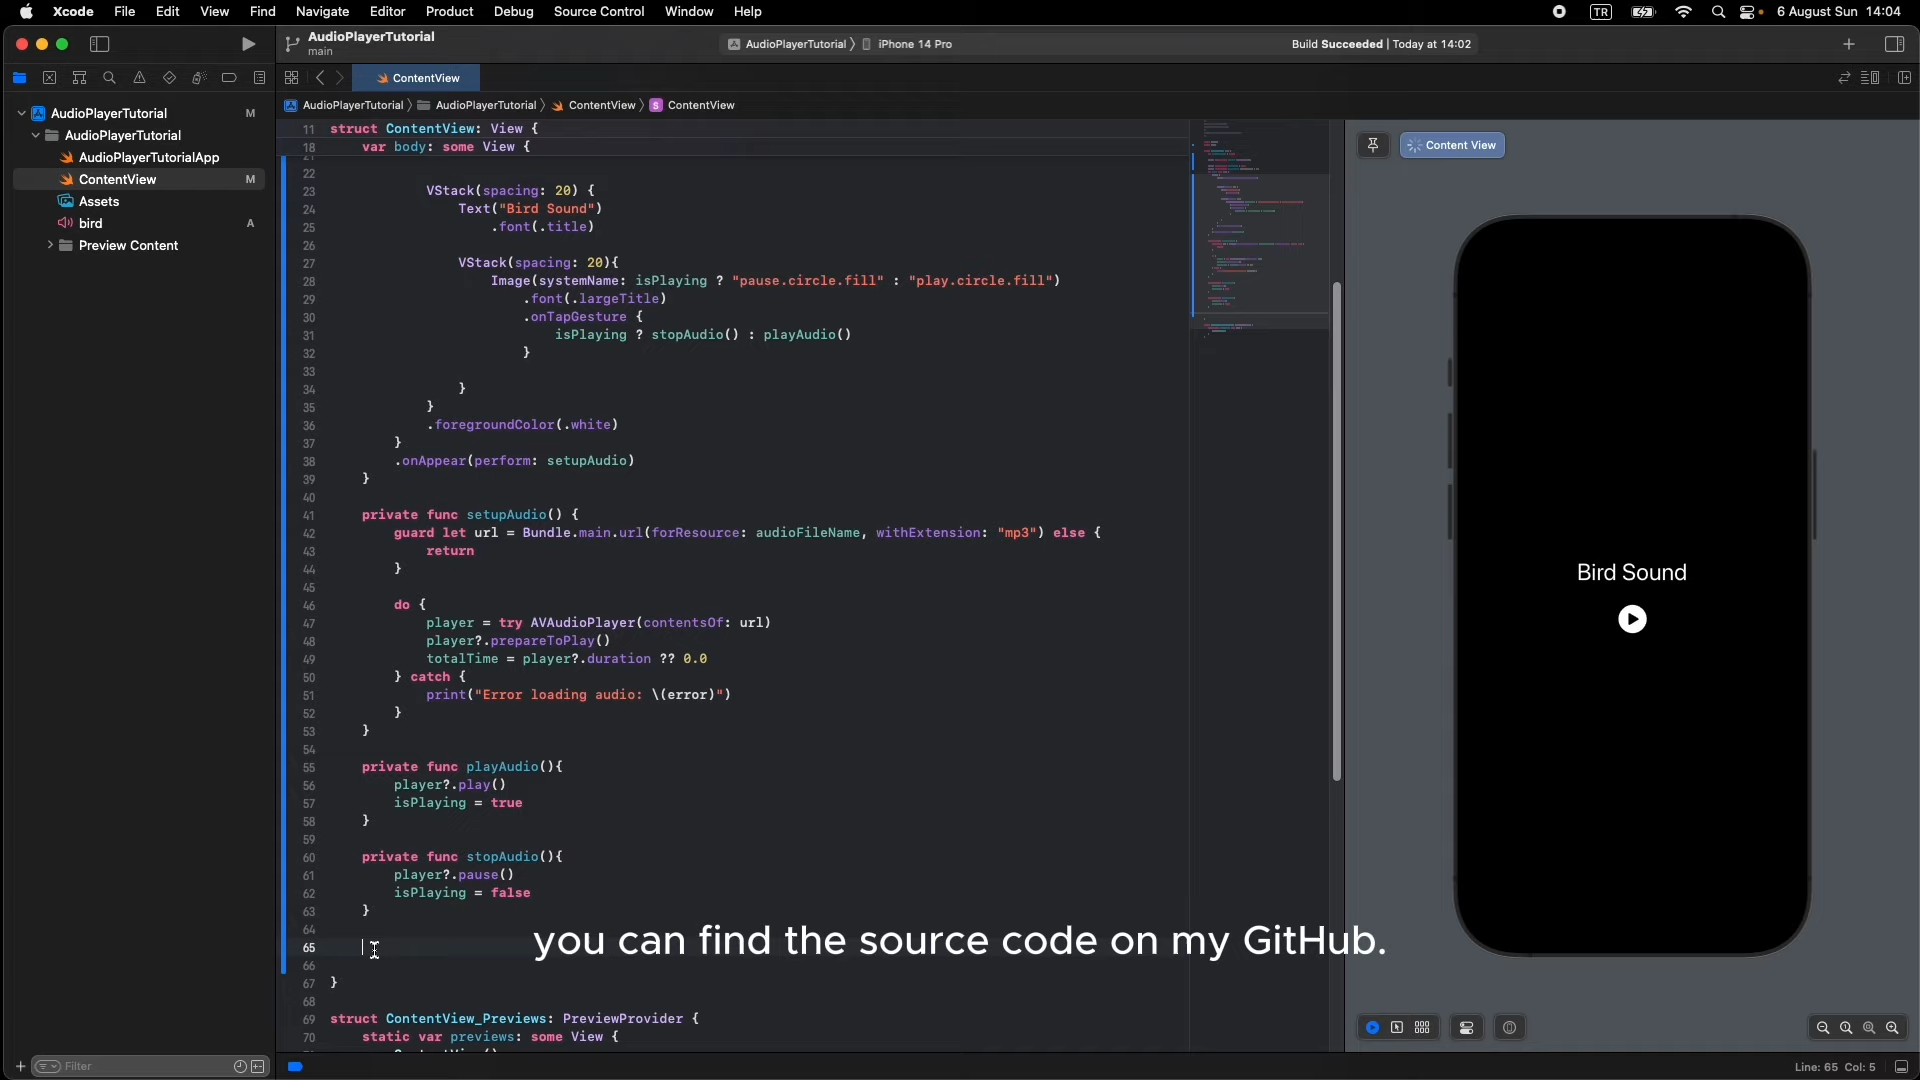 Xcode File Edit View Find Navigate Editor Product Debug Source Control Window Help TR 6 August Sun 14:04
AudioPlayerTutorial
main
AudioPlayerTutorial iPhone 14 Pro Build Succeeded | Today at 14:02
ContentView
AudioPlayerTutorial AudioPlayerTutorial ContentView S ContentView
AudioPlayerTutorial M
AudioPlayerTutorial
AudioPlayerTutorialApp
ContentView M
Assets
bird A
Preview Content
Filter
11 struct ContentView: View {
18 var body: some View {
21
22
23 VStack(spacing: 20) {
24 Text("Bird Sound")
25 .font(.title)
26
27 VStack(spacing: 20){
28 Image(systemName: isPlaying ? "pause.circle.fill" : "play.circle.fill")
29 .font(.largeTitle)
30 .onTapGesture {
31 isPlaying ? stopAudio() : playAudio()
32 }
33
34 }
35 }
36 .foregroundColor(.white)
37 }
38 .onAppear(perform: setupAudio)
39 }
40
41 private func setupAudio() {
42 guard let url = Bundle.main.url(forResource: audioFileName, withExtension: "mp3") else {
43 return
44 }
45
46 do {
47 player = try AVAudioPlayer(contentsOf: url)
48 player?.prepareToPlay()
49 totalTime = player?.duration ?? 0.0
50 } catch {
51 print("Error loading audio: \(error)")
52 }
53 }
54
55 private func playAudio(){
56 player?.play()
57 isPlaying = true
58 }
59
60 private func stopAudio(){
61 player?.pause()
62 isPlaying = false
63 }
64
65
66
67 }
68
69 struct ContentView_Previews: PreviewProvider {
70 static var previews: some View {
you can find the source code on my GitHub.
Content View
Bird Sound
Line: 65 Col: 5